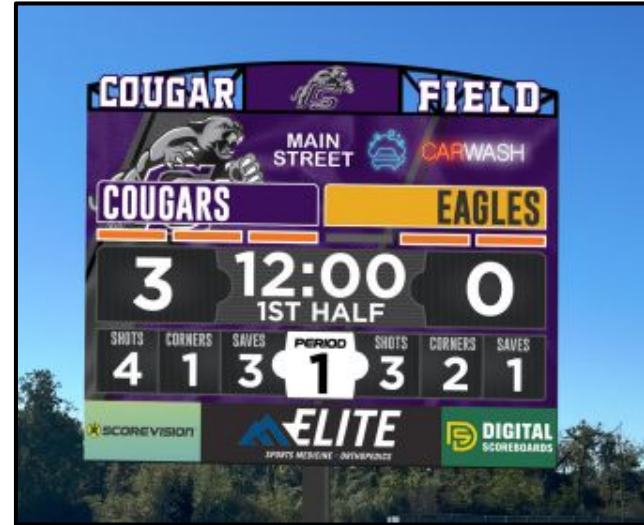 COUGAR FIELD
MAIN STREET
CARWASH
COUGARS
EAGLES
3
12:00
1ST HALF
0
SHOTS CORNERS SAVES PERIOD SHOTS CORNERS SAVES
4 1 3 1 3 2 1
SCOREVISION
ELITE
SPORTS MEDICINE - ORTHOPEDICS
DIGITAL
SCOREBOARDS